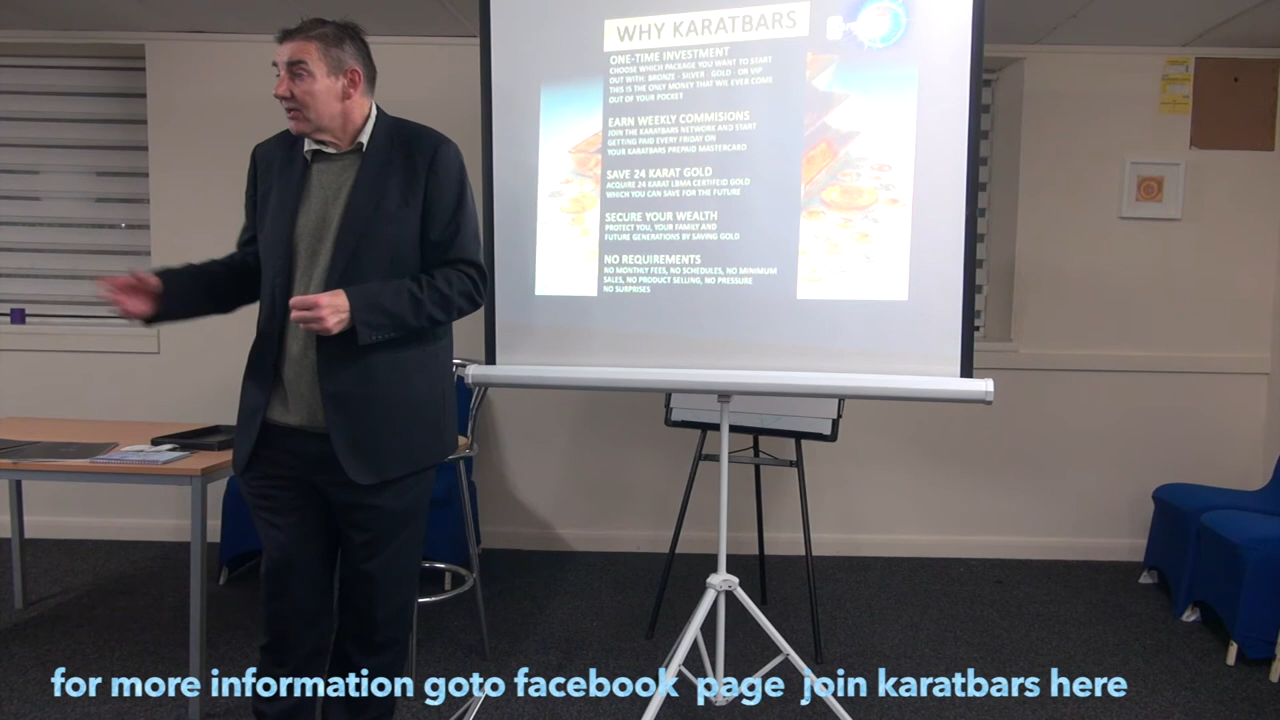 WHY KARATBARS
ONE-TIME INVESTMENT
CHOOSE WHICH PACKAGE YOU WANT TO START
OUT WITH: BRONZE - SILVER - GOLD - OR VIP
THIS IS THE ONLY MONEY THAT WIL EVER COME
OUT OF YOUR POCKET
EARN WEEKLY COMMISIONS
JOIN THE KARATBARS NETWORK AND START
GETTING PAID EVERY FRIDAY ON
YOUR KARATBARS PREPAID MASTERCARD
SAVE 24 KARAT GOLD
ACQUIRE 24 KARAT LBMA CERTIFEID GOLD
WHICH YOU CAN SAVE FOR THE FUTURE
SECURE YOUR WEALTH
PROTECT YOU, YOUR FAMILY AND
FUTURE GENERATIONS BY SAVING GOLD
NO REQUIREMENTS
NO MONTHLY FEES, NO SCHEDULES, NO MINIMUM
SALES, NO PRODUCT SELLING, NO PRESSURE
NO SURPRISES
for more information goto facebook page join karatbars here